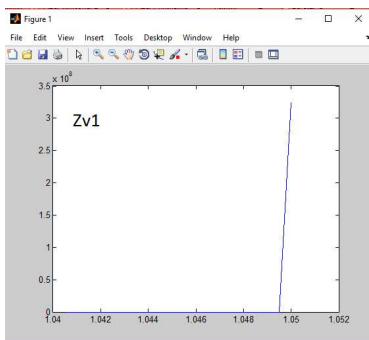 Figure 1
File Edit View Insert Tools Desktop Window Help
x 10^8
3.5
3
Zv1
2.5
2
1.5
1
0.5
0
1.04 1.042 1.044 1.046 1.048 1.05 1.052